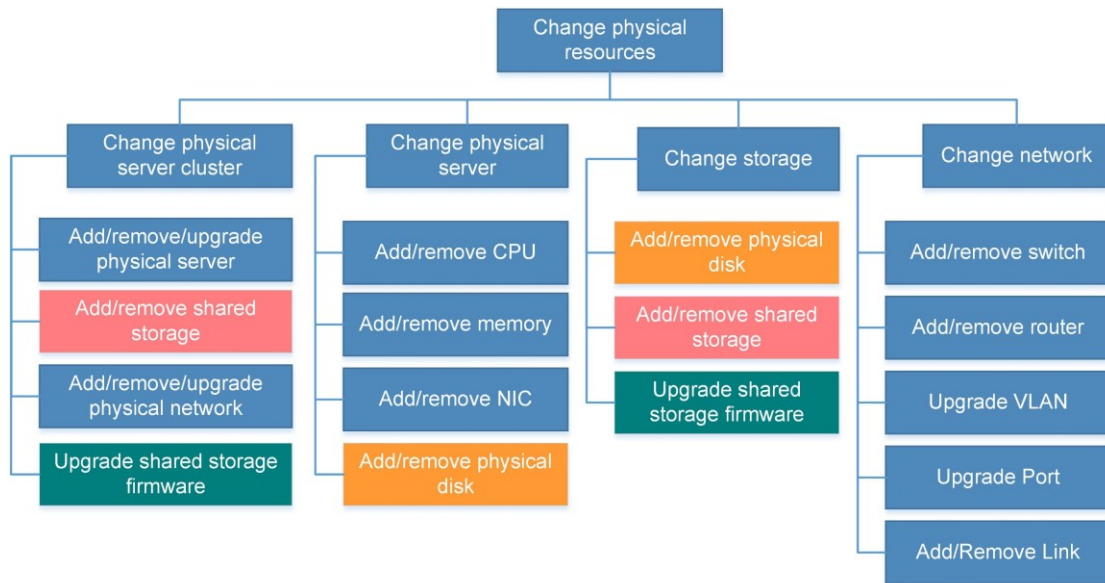 Change physical
resources
Change physical
server cluster
Add/remove/upgrade
physical server
Add/remove shared
storage
Add/remove/upgrade
physical network
Upgrade shared storage
firmware
Change physical
server
Add/remove CPU
Add/remove memory
Add/remove NIC
Add/remove physical
disk
Change storage
Add/remove physical
disk
Add/remove shared
storage
Upgrade shared
storage firmware
Change network
Add/remove switch
Add/remove router
Upgrade VLAN
Upgrade Port
Add/Remove Link